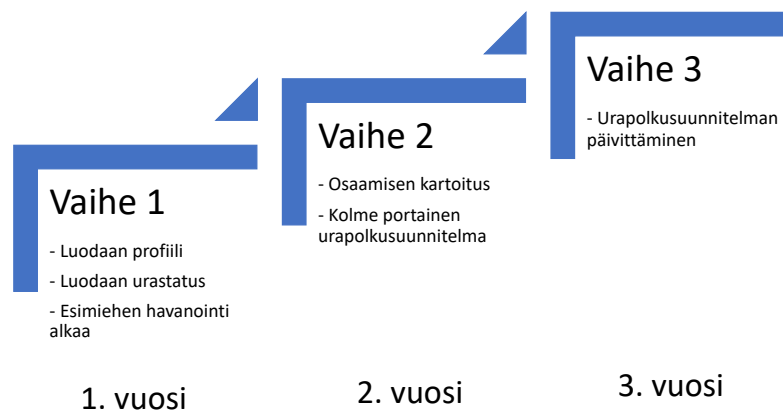 Vaihe 1
- Luodaan profiili
- Luodaan urastatus
- Esimiehen havanointi
alkaa
1. vuosi
Vaihe 2
- Osaamisen kartoitus
- Kolme portainen
urapolkusuunnitelma
2. vuosi
Vaihe 3
- Urapolkusuunnitelman
päivittäminen
3. vuosi